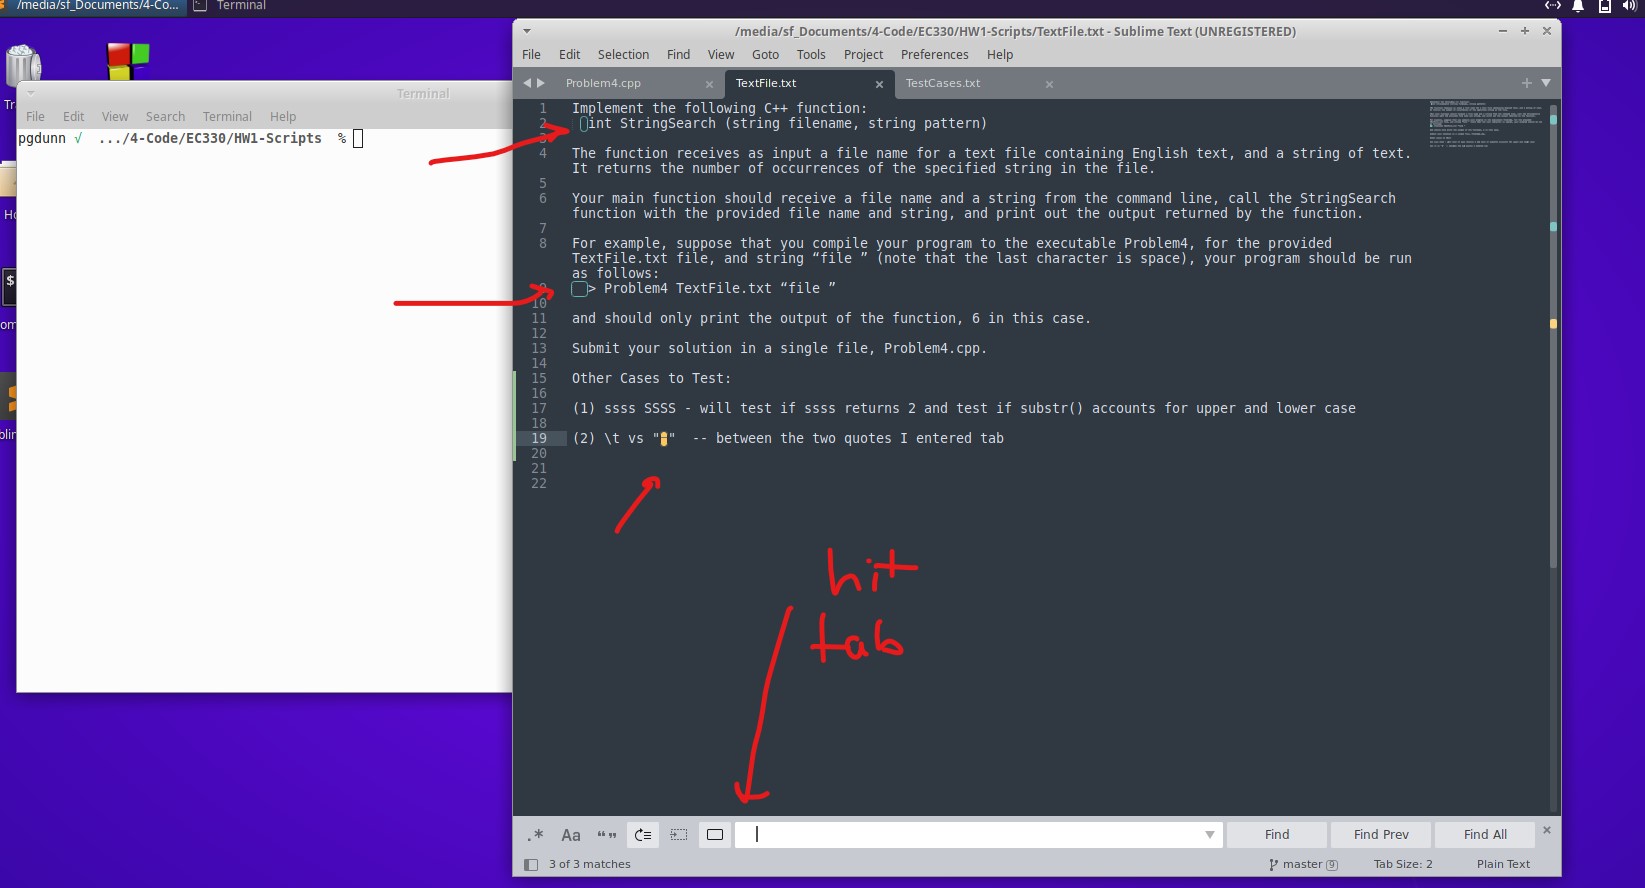 /media/sf_Documents/4-Co...
Terminal
/media/sf_Documents/4-Code/EC330/HW1-Scripts/TextFile.txt - Sublime Text (UNREGISTERED)
File Edit Selection Find View Goto Tools Project Preferences Help
Problem4.cpp × TextFile.txt × TestCases.txt ×
Terminal
File Edit View Search Terminal Help
pgdunn √ .../4-Code/EC330/HW1-Scripts %
1 Implement the following C++ function:
2 int StringSearch (string filename, string pattern)
3
4 The function receives as input a file name for a text file containing English text, and a string of text.
It returns the number of occurrences of the specified string in the file.
5
6 Your main function should receive a file name and a string from the command line, call the StringSearch
function with the provided file name and string, and print out the output returned by the function.
7
8 For example, suppose that you compile your program to the executable Problem4, for the provided
TextFile.txt file, and string “file ” (note that the last character is space), your program should be run
as follows:
9 > Problem4 TextFile.txt “file ”
10
11 and should only print the output of the function, 6 in this case.
12
13 Submit your solution in a single file, Problem4.cpp.
14
15 Other Cases to Test:
16
17 (1) ssss SSSS - will test if ssss returns 2 and test if substr() accounts for upper and lower case
18
19 (2) \t vs " " -- between the two quotes I entered tab
20
21
22
hit
tab
.* Aa “” Find Find Prev Find All
3 of 3 matches master 9 Tab Size: 2 Plain Text